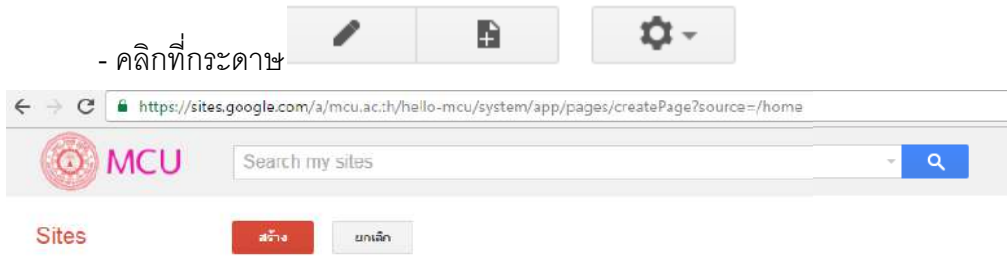 - คลิกที่กระดาษ
https://sites.google.com/a/mcu.ac.th/hello-mcu/system/app/pages/createPage?source=/home
MCU Search my sites
Sites สร้าง ยกเลิก